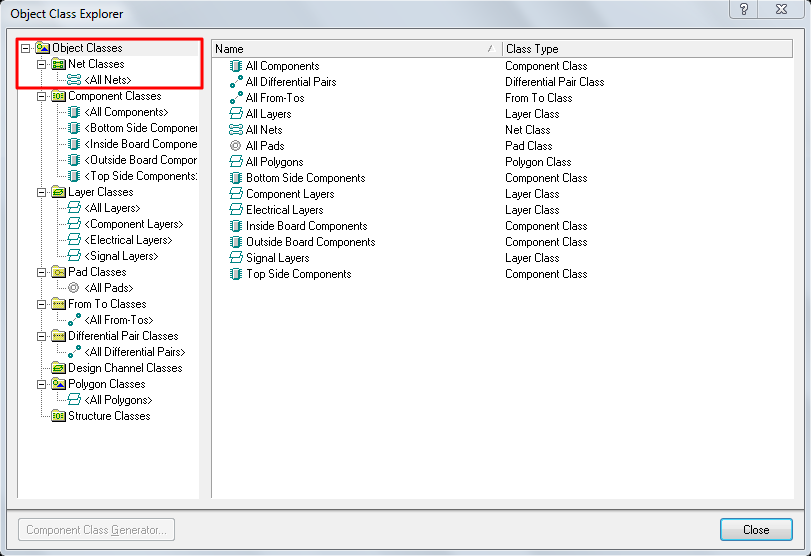 Object Class Explorer
?
Object Classes
Net Classes
<All Nets>
Component Classes
<All Components>
<Bottom Side Componer
<Inside Board Compone
<Outside Board Compor
<Top Side Components:
Layer Classes
<All Layers>
<Component Layers>
<Electrical Layers>
<Signal Layers>
Pad Classes
<All Pads>
From To Classes
<All From-Tos>
Differential Pair Classes
<All Differential Pairs>
Design Channel Classes
Polygon Classes
<All Polygons>
Structure Classes
Name Class Type
All Components Component Class
All Differential Pairs Differential Pair Class
All From-Tos From To Class
All Layers Layer Class
All Nets Net Class
All Pads Pad Class
All Polygons Polygon Class
Bottom Side Components Component Class
Component Layers Layer Class
Electrical Layers Layer Class
Inside Board Components Component Class
Outside Board Components Component Class
Signal Layers Layer Class
Top Side Components Component Class
Component Class Generator...
Close